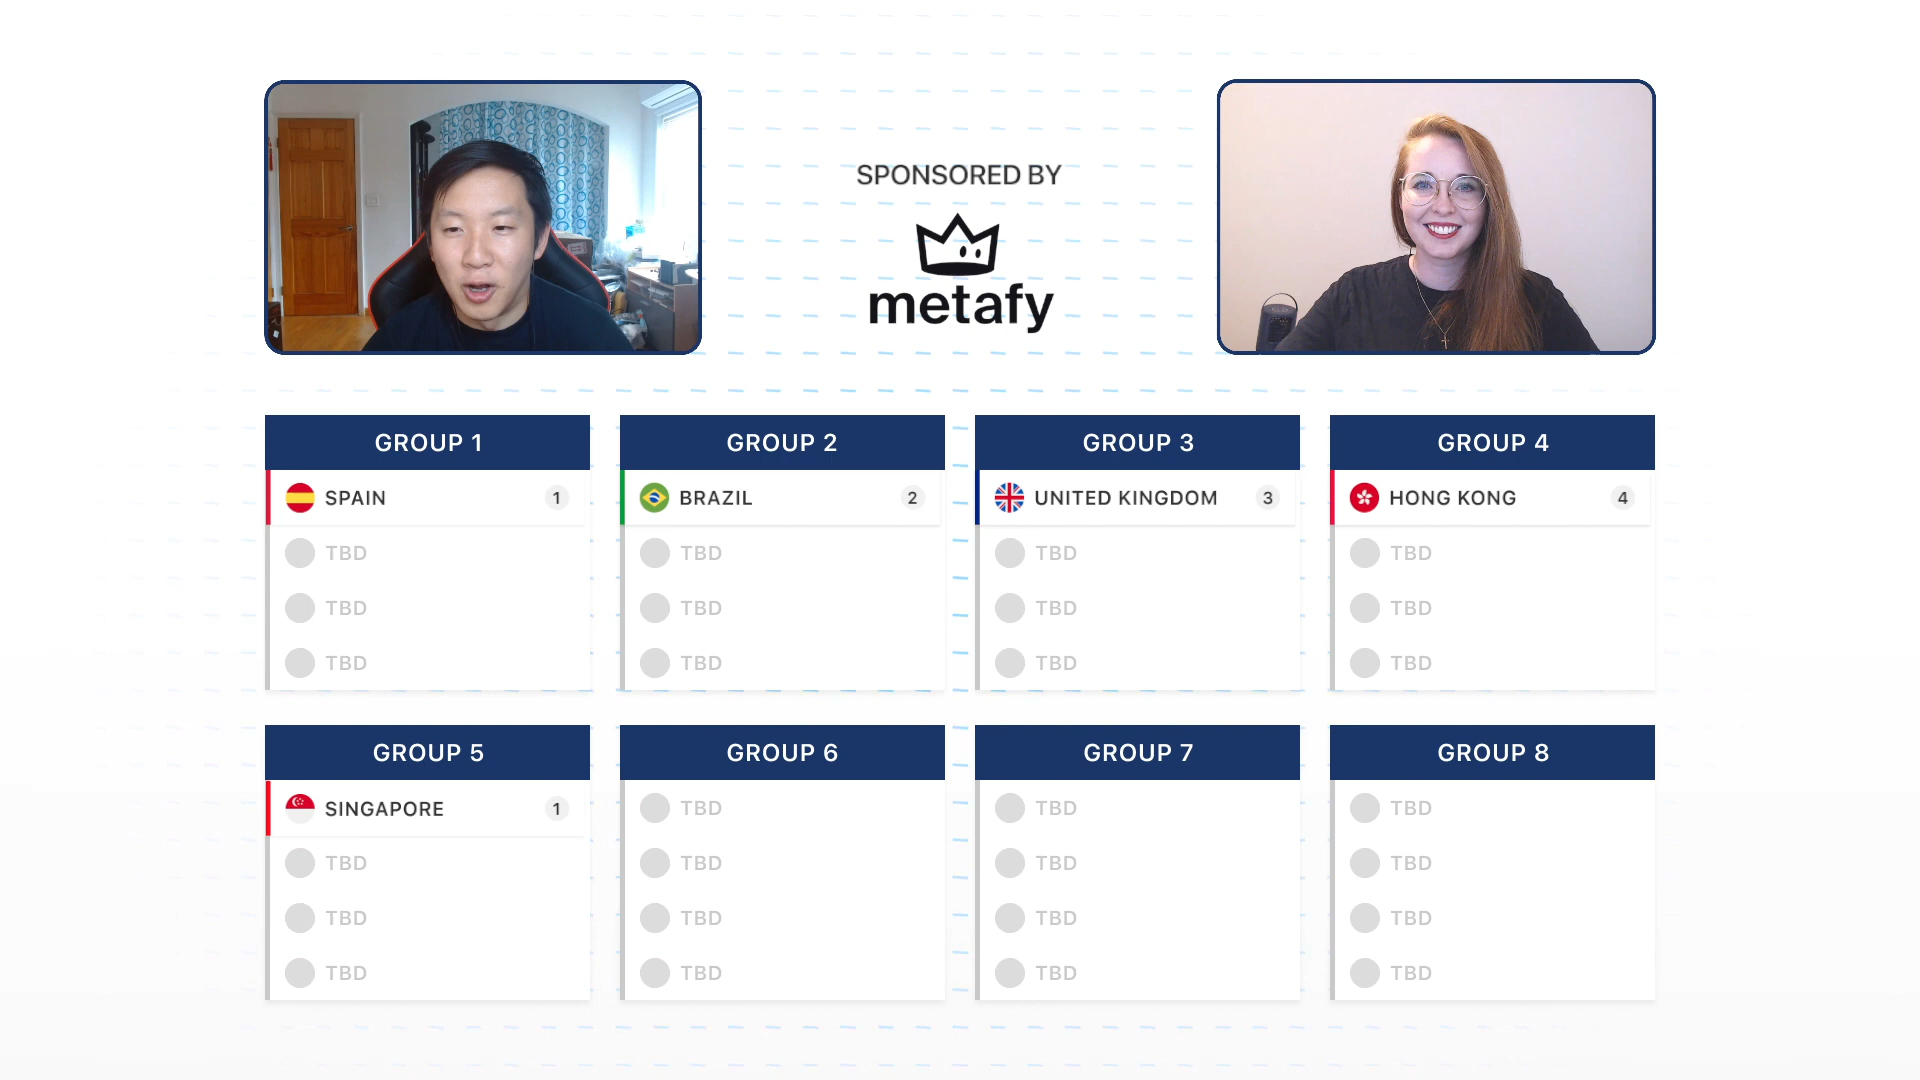 SPONSORED BY
metafy
GROUP 1
SPAIN 1
TBD
TBD
TBD
GROUP 2
BRAZIL 2
TBD
TBD
TBD
GROUP 3
UNITED KINGDOM 3
TBD
TBD
TBD
GROUP 4
HONG KONG 4
TBD
TBD
TBD
GROUP 5
SINGAPORE 1
TBD
TBD
TBD
GROUP 6
TBD
TBD
TBD
TBD
GROUP 7
TBD
TBD
TBD
TBD
GROUP 8
TBD
TBD
TBD
TBD